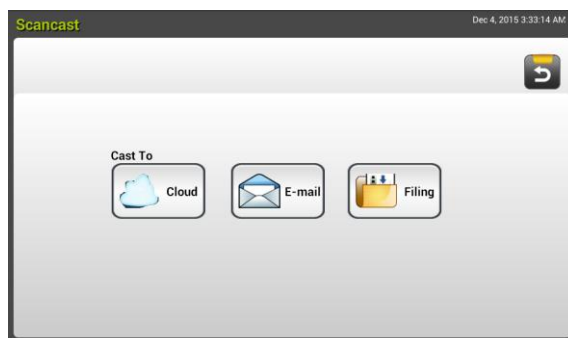 Scancast
Dec 4, 2015 3:33:14 AM
Cast To
Cloud
E-mail
Filing